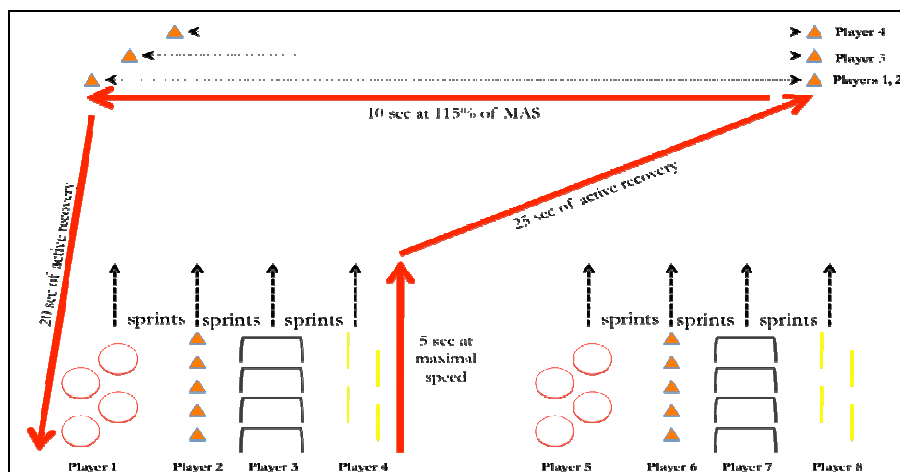 Player 4
Player 3
Players 1, 2
10 sec at 115% of MAS
20 sec of active recovery
25 sec of active recovery
sprints sprints sprints
sprints sprints sprints
5 sec at
maximal
speed
Player 1 Player 2 Player 3 Player 4 Player 5 Player 6 Player 7 Player 8